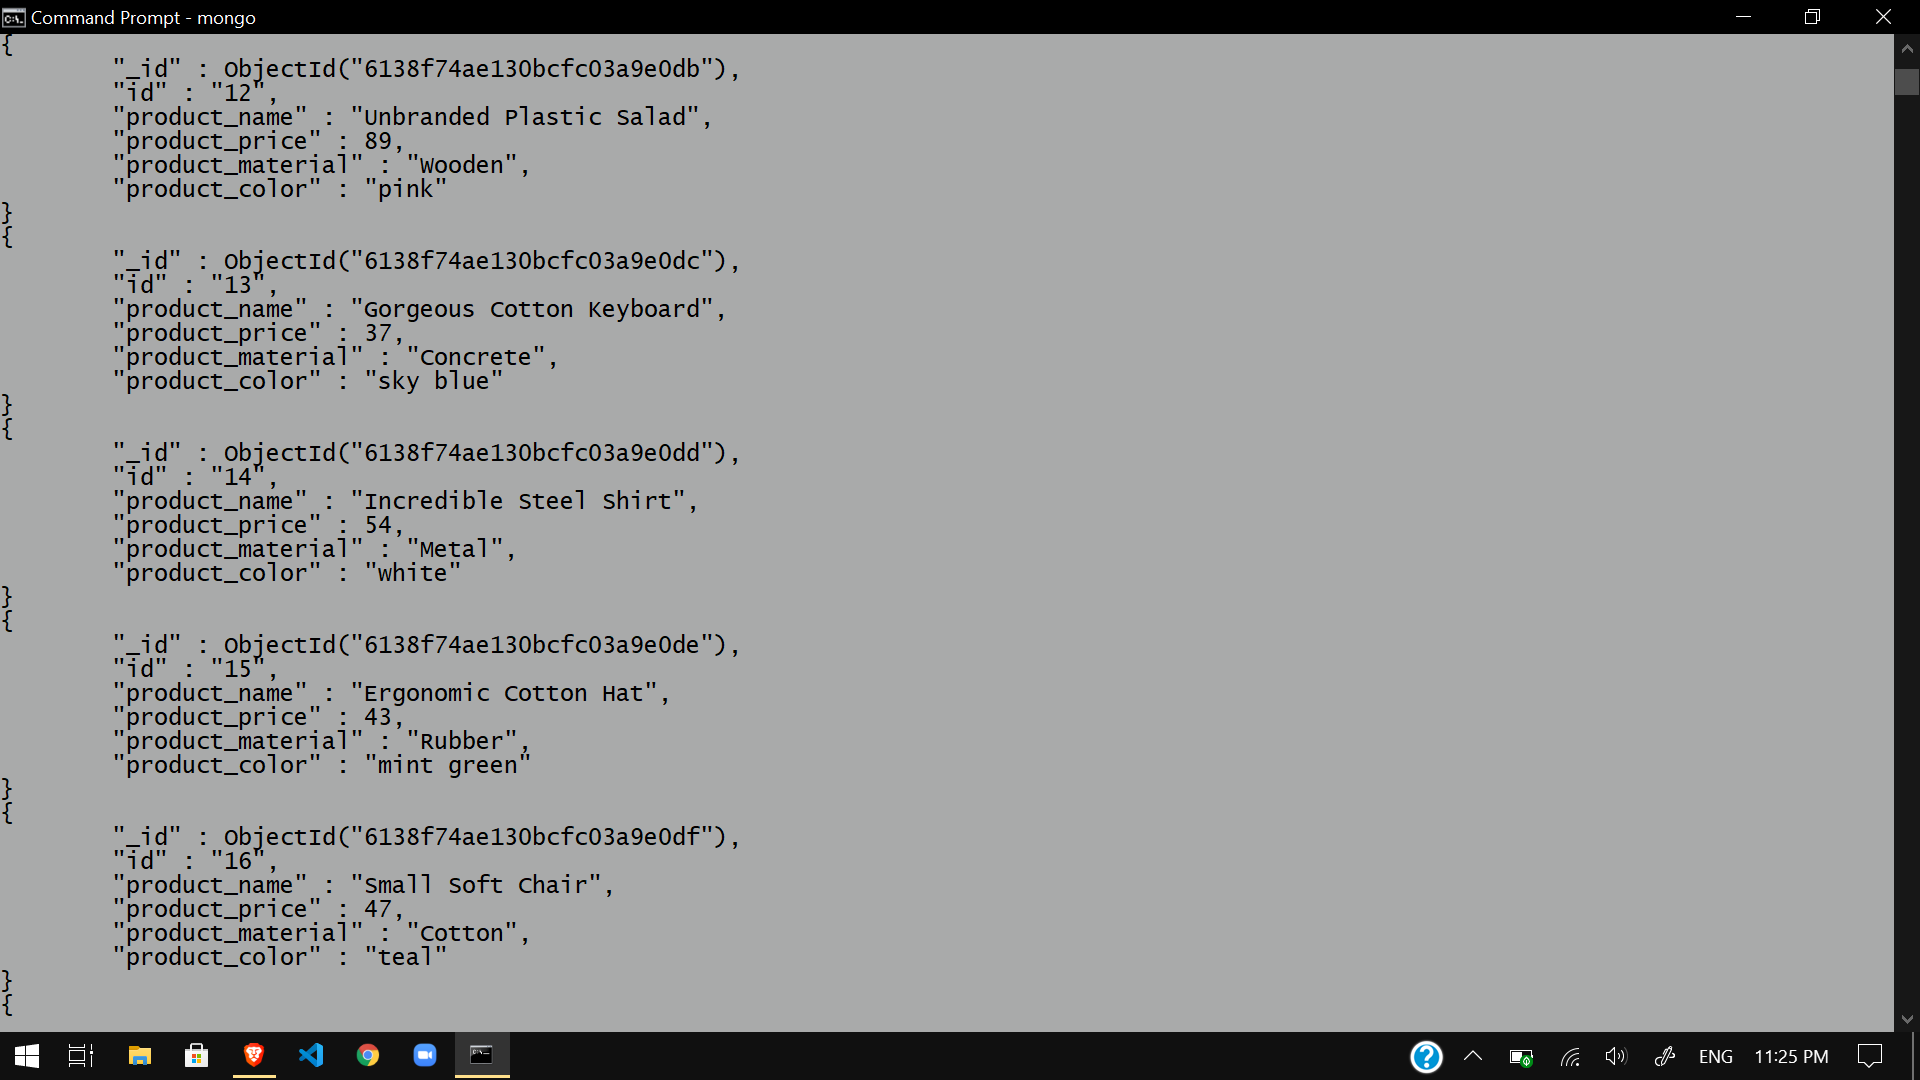 Command Prompt - mongo
{
"_id" : ObjectId("6138f74ae130bcfc03a9e0db"),
"id" : "12",
"product_name" : "Unbranded Plastic Salad",
"product_price" : 89,
"product_material" : "Wooden",
"product_color" : "pink"
}
{
"_id" : ObjectId("6138f74ae130bcfc03a9e0dc"),
"id" : "13",
"product_name" : "Gorgeous Cotton Keyboard",
"product_price" : 37,
"product_material" : "Concrete",
"product_color" : "sky blue"
}
{
"_id" : ObjectId("6138f74ae130bcfc03a9e0dd"),
"id" : "14",
"product_name" : "Incredible Steel Shirt",
"product_price" : 54,
"product_material" : "Metal",
"product_color" : "white"
}
{
"_id" : ObjectId("6138f74ae130bcfc03a9e0de"),
"id" : "15",
"product_name" : "Ergonomic Cotton Hat",
"product_price" : 43,
"product_material" : "Rubber",
"product_color" : "mint green"
}
{
"_id" : ObjectId("6138f74ae130bcfc03a9e0df"),
"id" : "16",
"product_name" : "Small Soft Chair",
"product_price" : 47,
"product_material" : "Cotton",
"product_color" : "teal"
}
{
ENG 11:25 PM